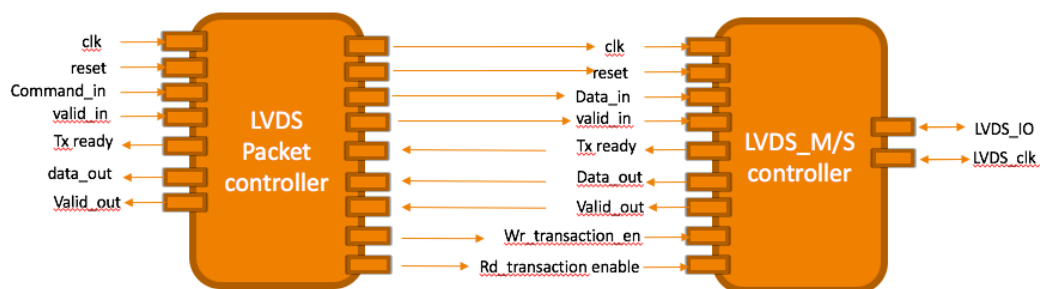 clk
reset
Command_in
valid_in
Tx ready
data_out
Valid_out
LVDS
Packet
controller
clk
reset
Data_in
valid_in
Tx ready
Data_out
Valid_out
Wr_transaction_en
Rd_transaction enable
LVDS_M/S
controller
LVDS_IO
LVDS_clk